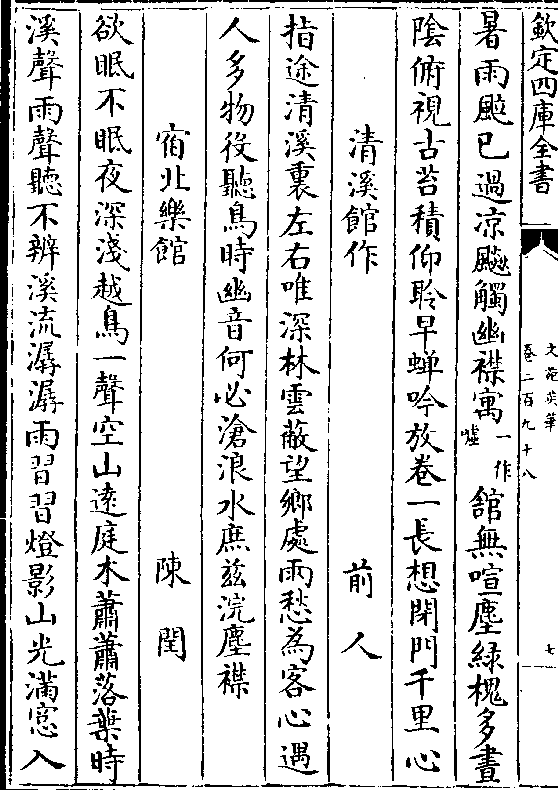 欽定四庫全書
文苑英華
卷二百九十八
七
暑雨颰已過凉飈觸幽襟寓一作噓舘無喧塵緑槐多晝
陰俯視古苔積仰聆早蟬吟放卷一長想閉門千里心
清溪館作 前人
指途清溪裏左右唯深林雲蔽望鄉處雨愁為客心遇
人多物役聽鳥時幽音何必滄浪水庶兹浣塵襟
宿北樂館 陳閏
欲眠不眠夜深淺越鳥一聲空山逺庭木蕭蕭落葉時
溪聲雨聲聽不辨溪流潺潺雨習習燈影山光滿窓入